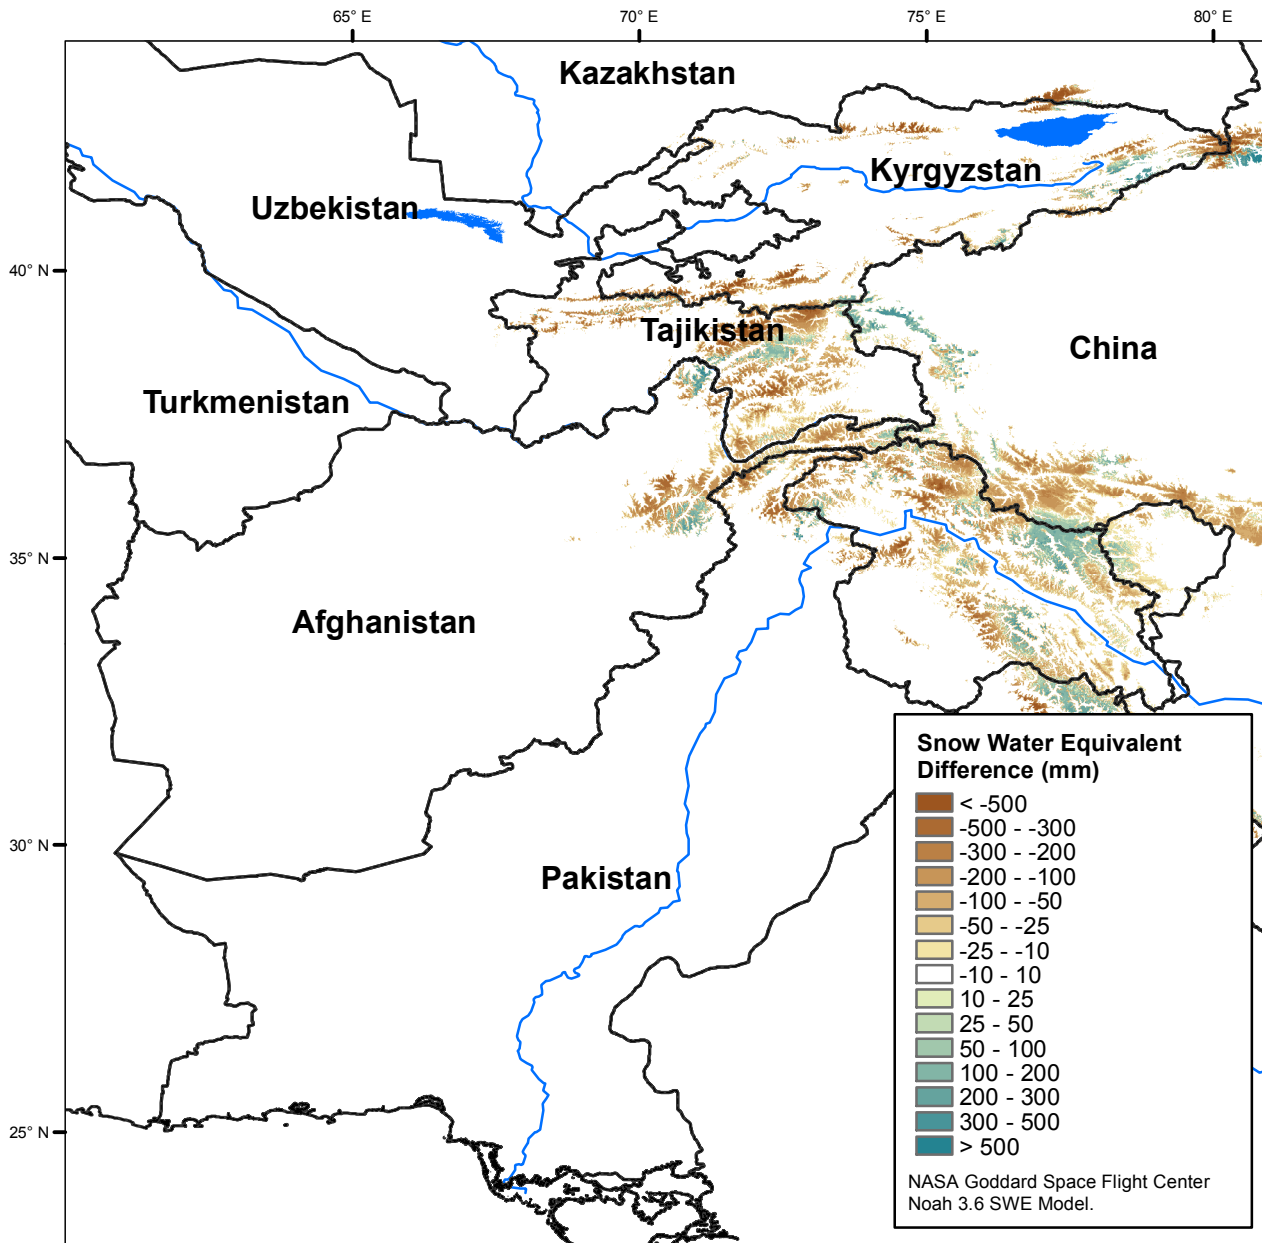 65° E
70° E
75° E
80° E
Kazakhstan
Kyrgyzstan
Uzbekistan
40° N
Tajikistan
China
Turkmenistan
35° N
Afghanistan
30° N
Pakistan
25° N
Snow Water Equivalent
Difference (mm)
< -500
-500 - -300
-300 - -200
-200 - -100
-100 - -50
-50 - -25
-25 - -10
-10 - 10
10 - 25
25 - 50
50 - 100
100 - 200
200 - 300
300 - 500
> 500
NASA Goddard Space Flight Center
Noah 3.6 SWE Model.